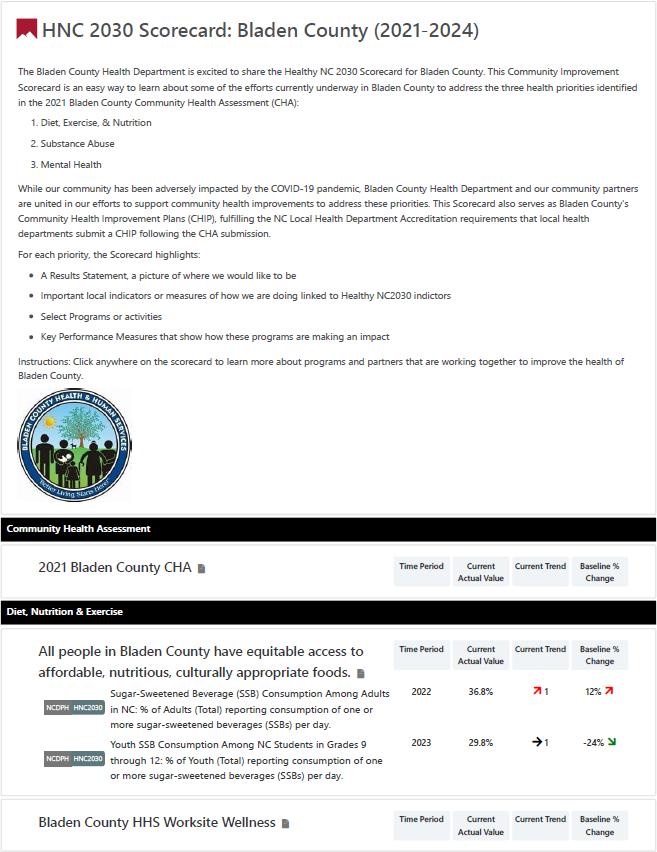 HNC 2030 Scorecard: Bladen County (2021-2024)
The Bladen County Health Department is excited to share the Healthy NC 2030 Scorecard for Bladen County. This Community Improvement
Scorecard is an easy way to learn about some of the efforts currently underway in Bladen County to address the three health priorities identified
in the 2021 Bladen County Community Health Assessment (CHA):
1. Diet, Exercise, & Nutrition
2. Substance Abuse
3. Mental Health
While our community has been adversely impacted by the COVID-19 pandemic, Bladen County Health Department and our community partners
are united in our efforts to support community health improvements to address these priorities. This Scorecard also serves as Bladen County's
Community Health Improvement Plans (CHIP), fulfilling the NC Local Health Department Accreditation requirements that local health
departments submit a CHIP following the CHA submission.
For each priority, the Scorecard highlights:
• A Results Statement, a picture of where we would like to be
• Important local indicators or measures of how we are doing linked to Healthy NC2030 indictors
• Select Programs or activities
• Key Performance Measures that show how these programs are making an impact
Instructions: Click anywhere on the scorecard to learn more about programs and partners that are working together to improve the health of
Bladen County.
BLADEN COUNTY HEALTH & HUMAN SERVICES
"Better Living Starts Here"
Community Health Assessment
2021 Bladen County CHA
Time Period
Current
Actual Value
Current Trend
Baseline %
Change
Diet, Nutrition & Exercise
All people in Bladen County have equitable access to
affordable, nutritious, culturally appropriate foods.
Time Period
Current
Actual Value
Current Trend
Baseline %
Change
NCDPH HNC2030
Sugar-Sweetened Beverage (SSB) Consumption Among Adults
in NC: % of Adults (Total) reporting consumption of one or
more sugar-sweetened beverages (SSBs) per day.
2022
36.8%
1
12%
NCDPH HNC2030
Youth SSB Consumption Among NC Students in Grades 9
through 12: % of Youth (Total) reporting consumption of one
or more sugar-sweetened beverages (SSBs) per day.
2023
29.8%
1
-24%
Bladen County HHS Worksite Wellness
Time Period
Current
Actual Value
Current Trend
Baseline %
Change